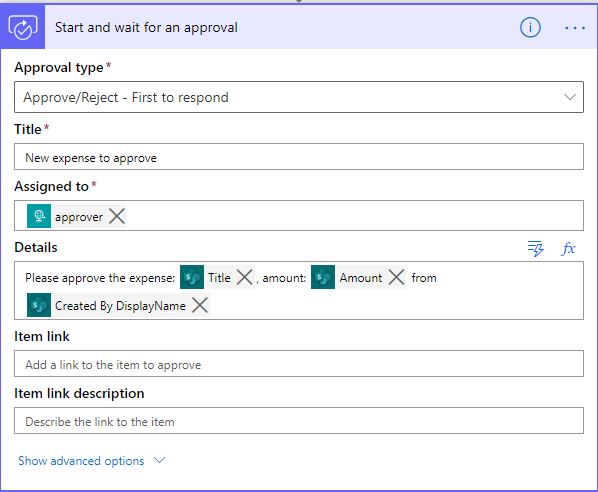 Start and wait for an approval
Approval type*
Approve/Reject - First to respond
Title*
New expense to approve
Assigned to*
approver
Details
fx
Please approve the expense: Title , amount: Amount from
Created By DisplayName
Item link
Add a link to the item to approve
Item link description
Describe the link to the item
Show advanced options